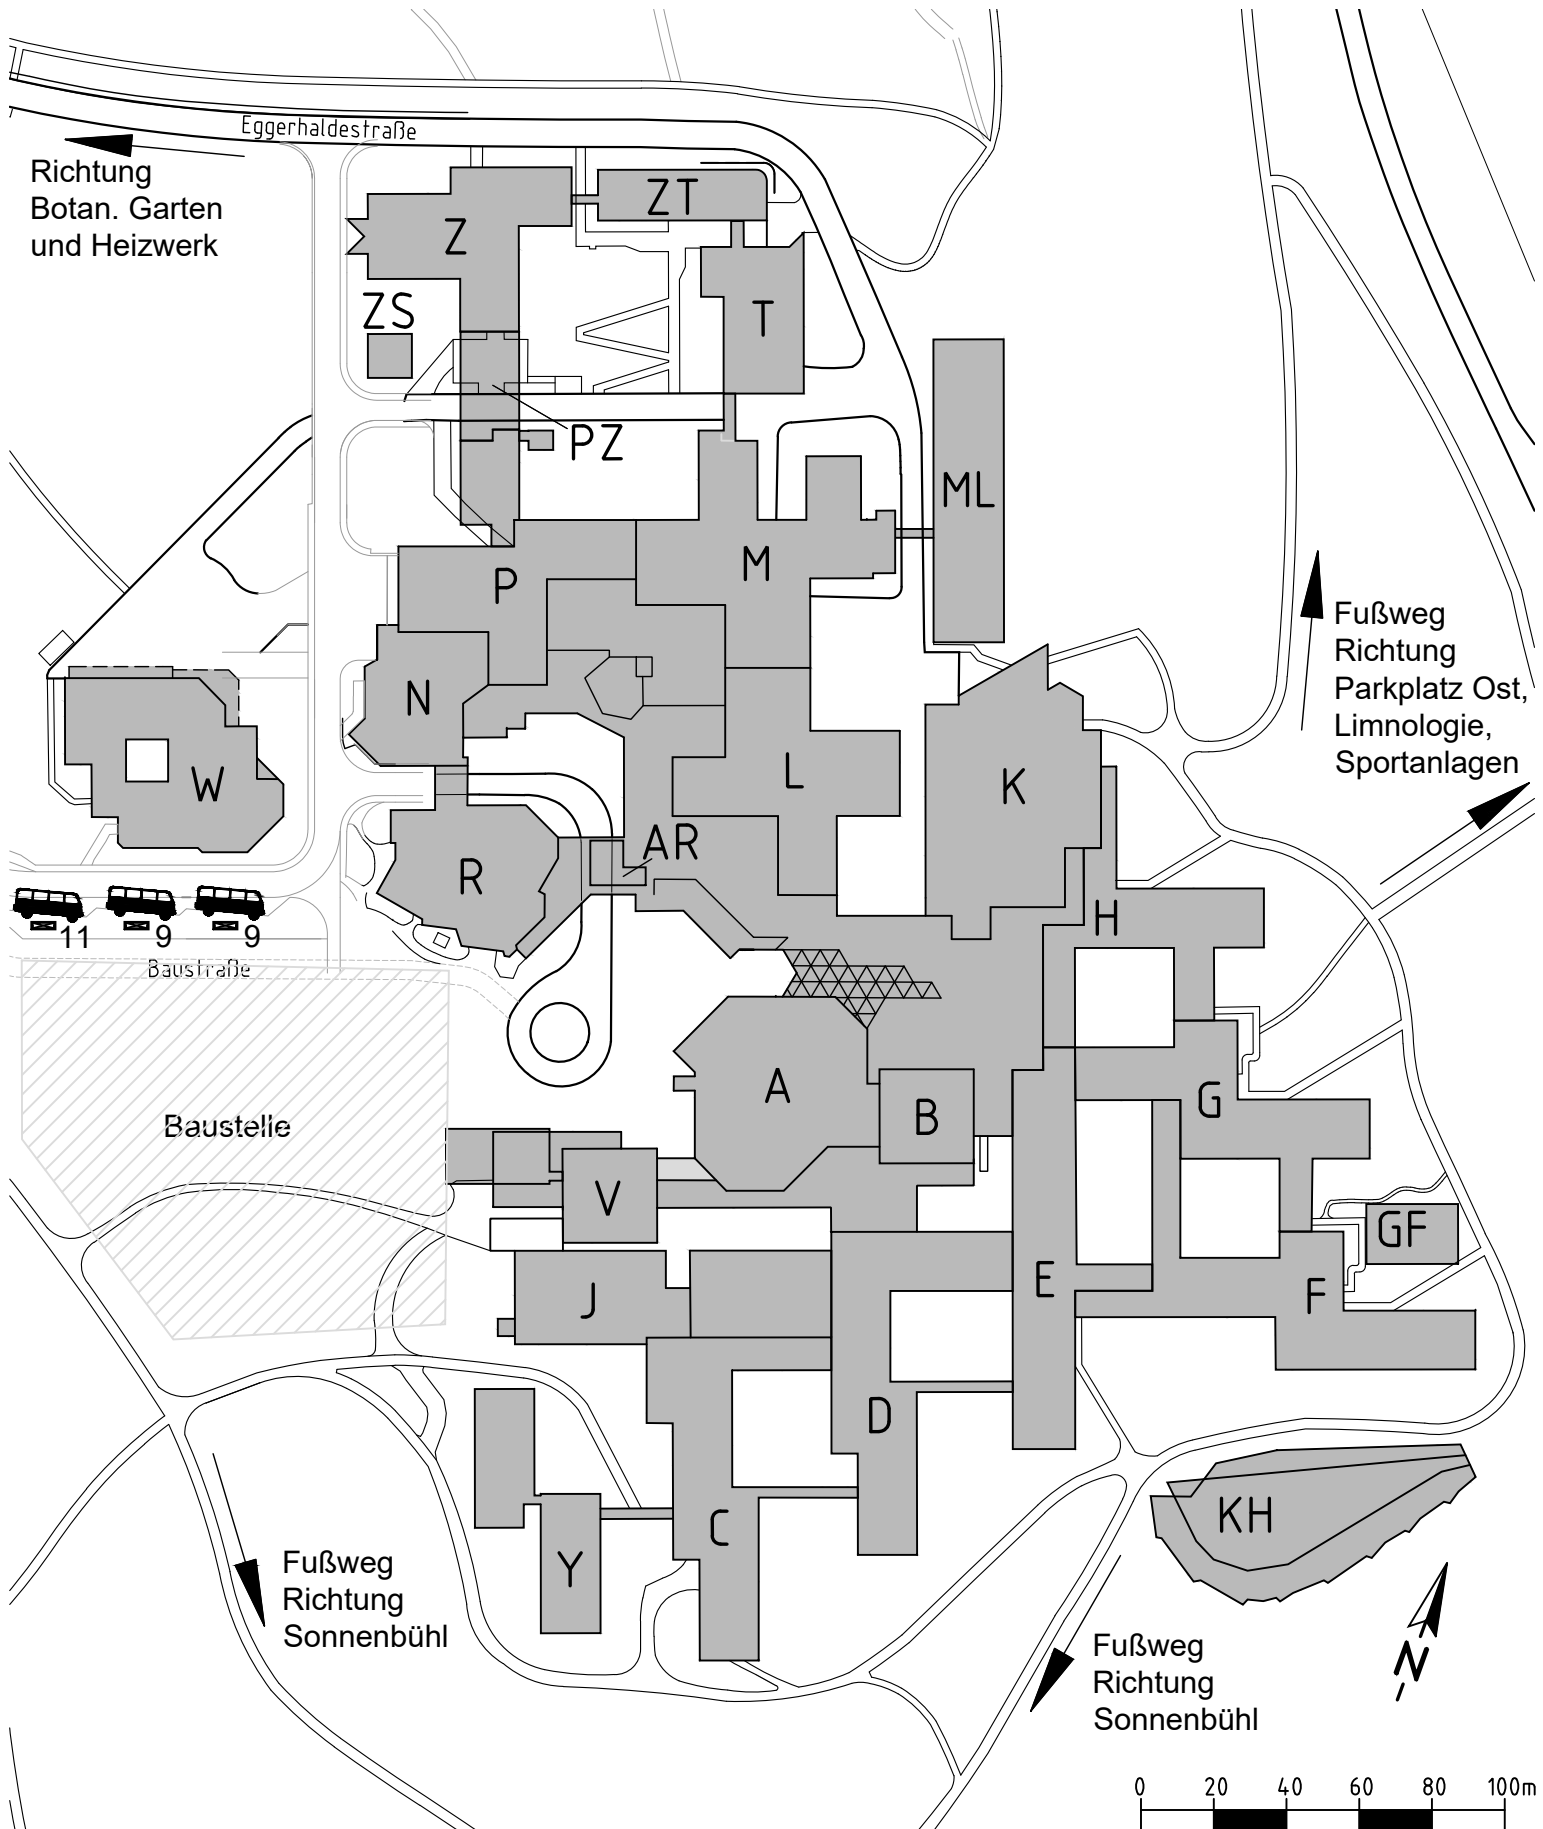 Eggerhaldestraße
Richtung
Botan. Garten
und Heizwerk
ZT
Z
ZS
T
PZ
ML
M
P
Fußweg
Richtung
Parkplatz Ost,
Limnologie,
Sportanlagen
N
W
L
K
AR
R
H
11
9
9
Baustraße
A
B
G
Baustelle
V
GF
E
J
F
D
C
KH
Y
Fußweg
Richtung
Sonnenbühl
Fußweg
Richtung
Sonnenbühl
N
0 20 40 60 80 100m